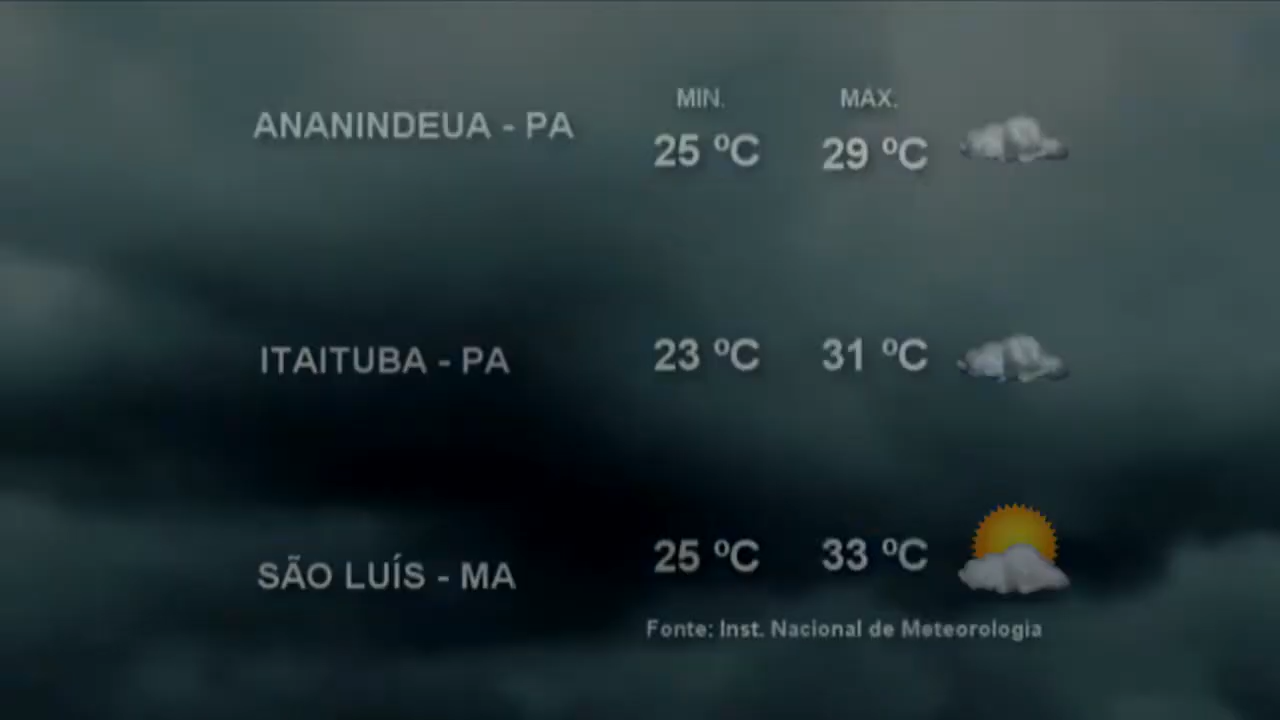 MIN. MAX.
ANANINDEUA - PA 25 ºC 29 ºC
ITAITUBA - PA 23 ºC 31 ºC
SÃO LUÍS - MA 25 ºC 33 ºC
Fonte: Inst. Nacional de Meteorologia